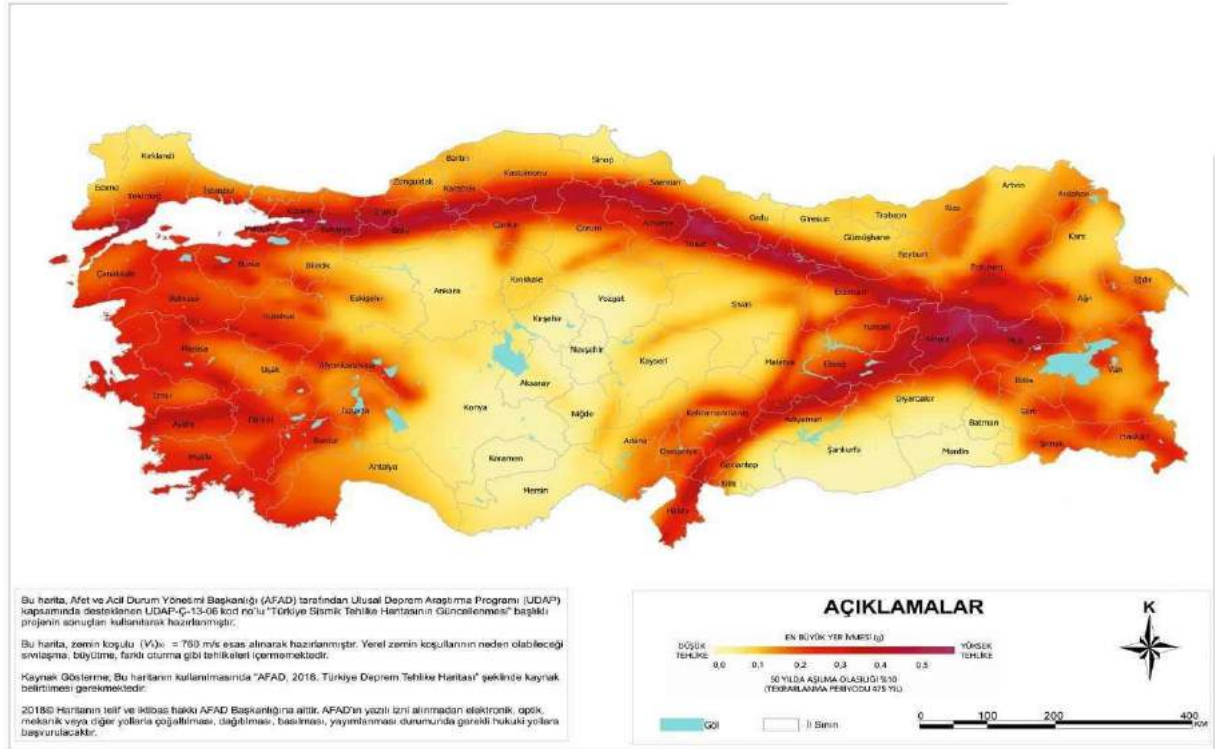 Kırklareli
Edirne
Tekirdağ
İstanbul
Kocaeli
Yalova
Sakarya
Düzce
Bolu
Zonguldak
Bartın
Karabük
Kastamonu
Sinop
Samsun
Çankırı
Çorum
Amasya
Tokat
Ordu
Giresun
Trabzon
Rize
Artvin
Ardahan
Kars
Gümüşhane
Bayburt
Erzincan
Erzurum
Ağrı
Iğdır
Çanakkale
Bursa
Bilecik
Balıkesir
Kütahya
Eskişehir
Ankara
Kırıkkale
Yozgat
Sivas
Kırşehir
Nevşehir
Kayseri
Malatya
Elazığ
Tunceli
Bingöl
Muş
Bitlis
Van
Manisa
Uşak
Afyonkarahisar
İzmir
Aydın
Denizli
Isparta
Burdur
Muğla
Antalya
Konya
Aksaray
Niğde
Karaman
Mersin
Adana
Osmaniye
Kahramanmaraş
Adıyaman
Gaziantep
Kilis
Hatay
Şanlıurfa
Diyarbakır
Mardin
Batman
Siirt
Şırnak
Hakkari
Bu harita, Afet ve Acil Durum Yönetimi Başkanlığı (AFAD) tarafından Ulusal Deprem Araştırma Programı (UDAP)
kapsamında desteklenen UDAP-Ç-13-06 kod no'lu "Türkiye Sismik Tehlike Haritasının Güncellenmesi" başlıklı
projenin sonuçları kullanılarak hazırlanmıştır.
Bu harita, zemin koşulu (Vs)30 = 760 m/s esas alınarak hazırlanmıştır. Yerel zemin koşullarının neden olabileceği
sıvılaşma, büyütme, farklı oturma gibi tehlikeleri içermemektedir.
Kaynak Gösterme; Bu haritanın kullanılmasında "AFAD, 2018. Türkiye Deprem Tehlike Haritası" şeklinde kaynak
belirtilmesi gerekmektedir.
2018© Haritanın telif ve iktibas hakkı AFAD Başkanlığına aittir. AFAD'ın yazılı izni alınmadan elektronik, optik,
mekanik veya diğer yollarla çoğaltılması, dağıtılması, basılması, yayımlanması durumunda gerekli hukuki yollara
başvurulacaktır.
AÇIKLAMALAR
EN BÜYÜK YER İVMESİ (g)
DÜŞÜK
TEHLİKE
YÜKSEK
TEHLİKE
0,0 0,1 0,2 0,3 0,4 0,5
50 YILDA AŞILMA OLASILIĞI %10
(TEKRARLANMA PERİYODU 475 YIL)
Göl
İl Sınırı
K
0 100 200 400
KM